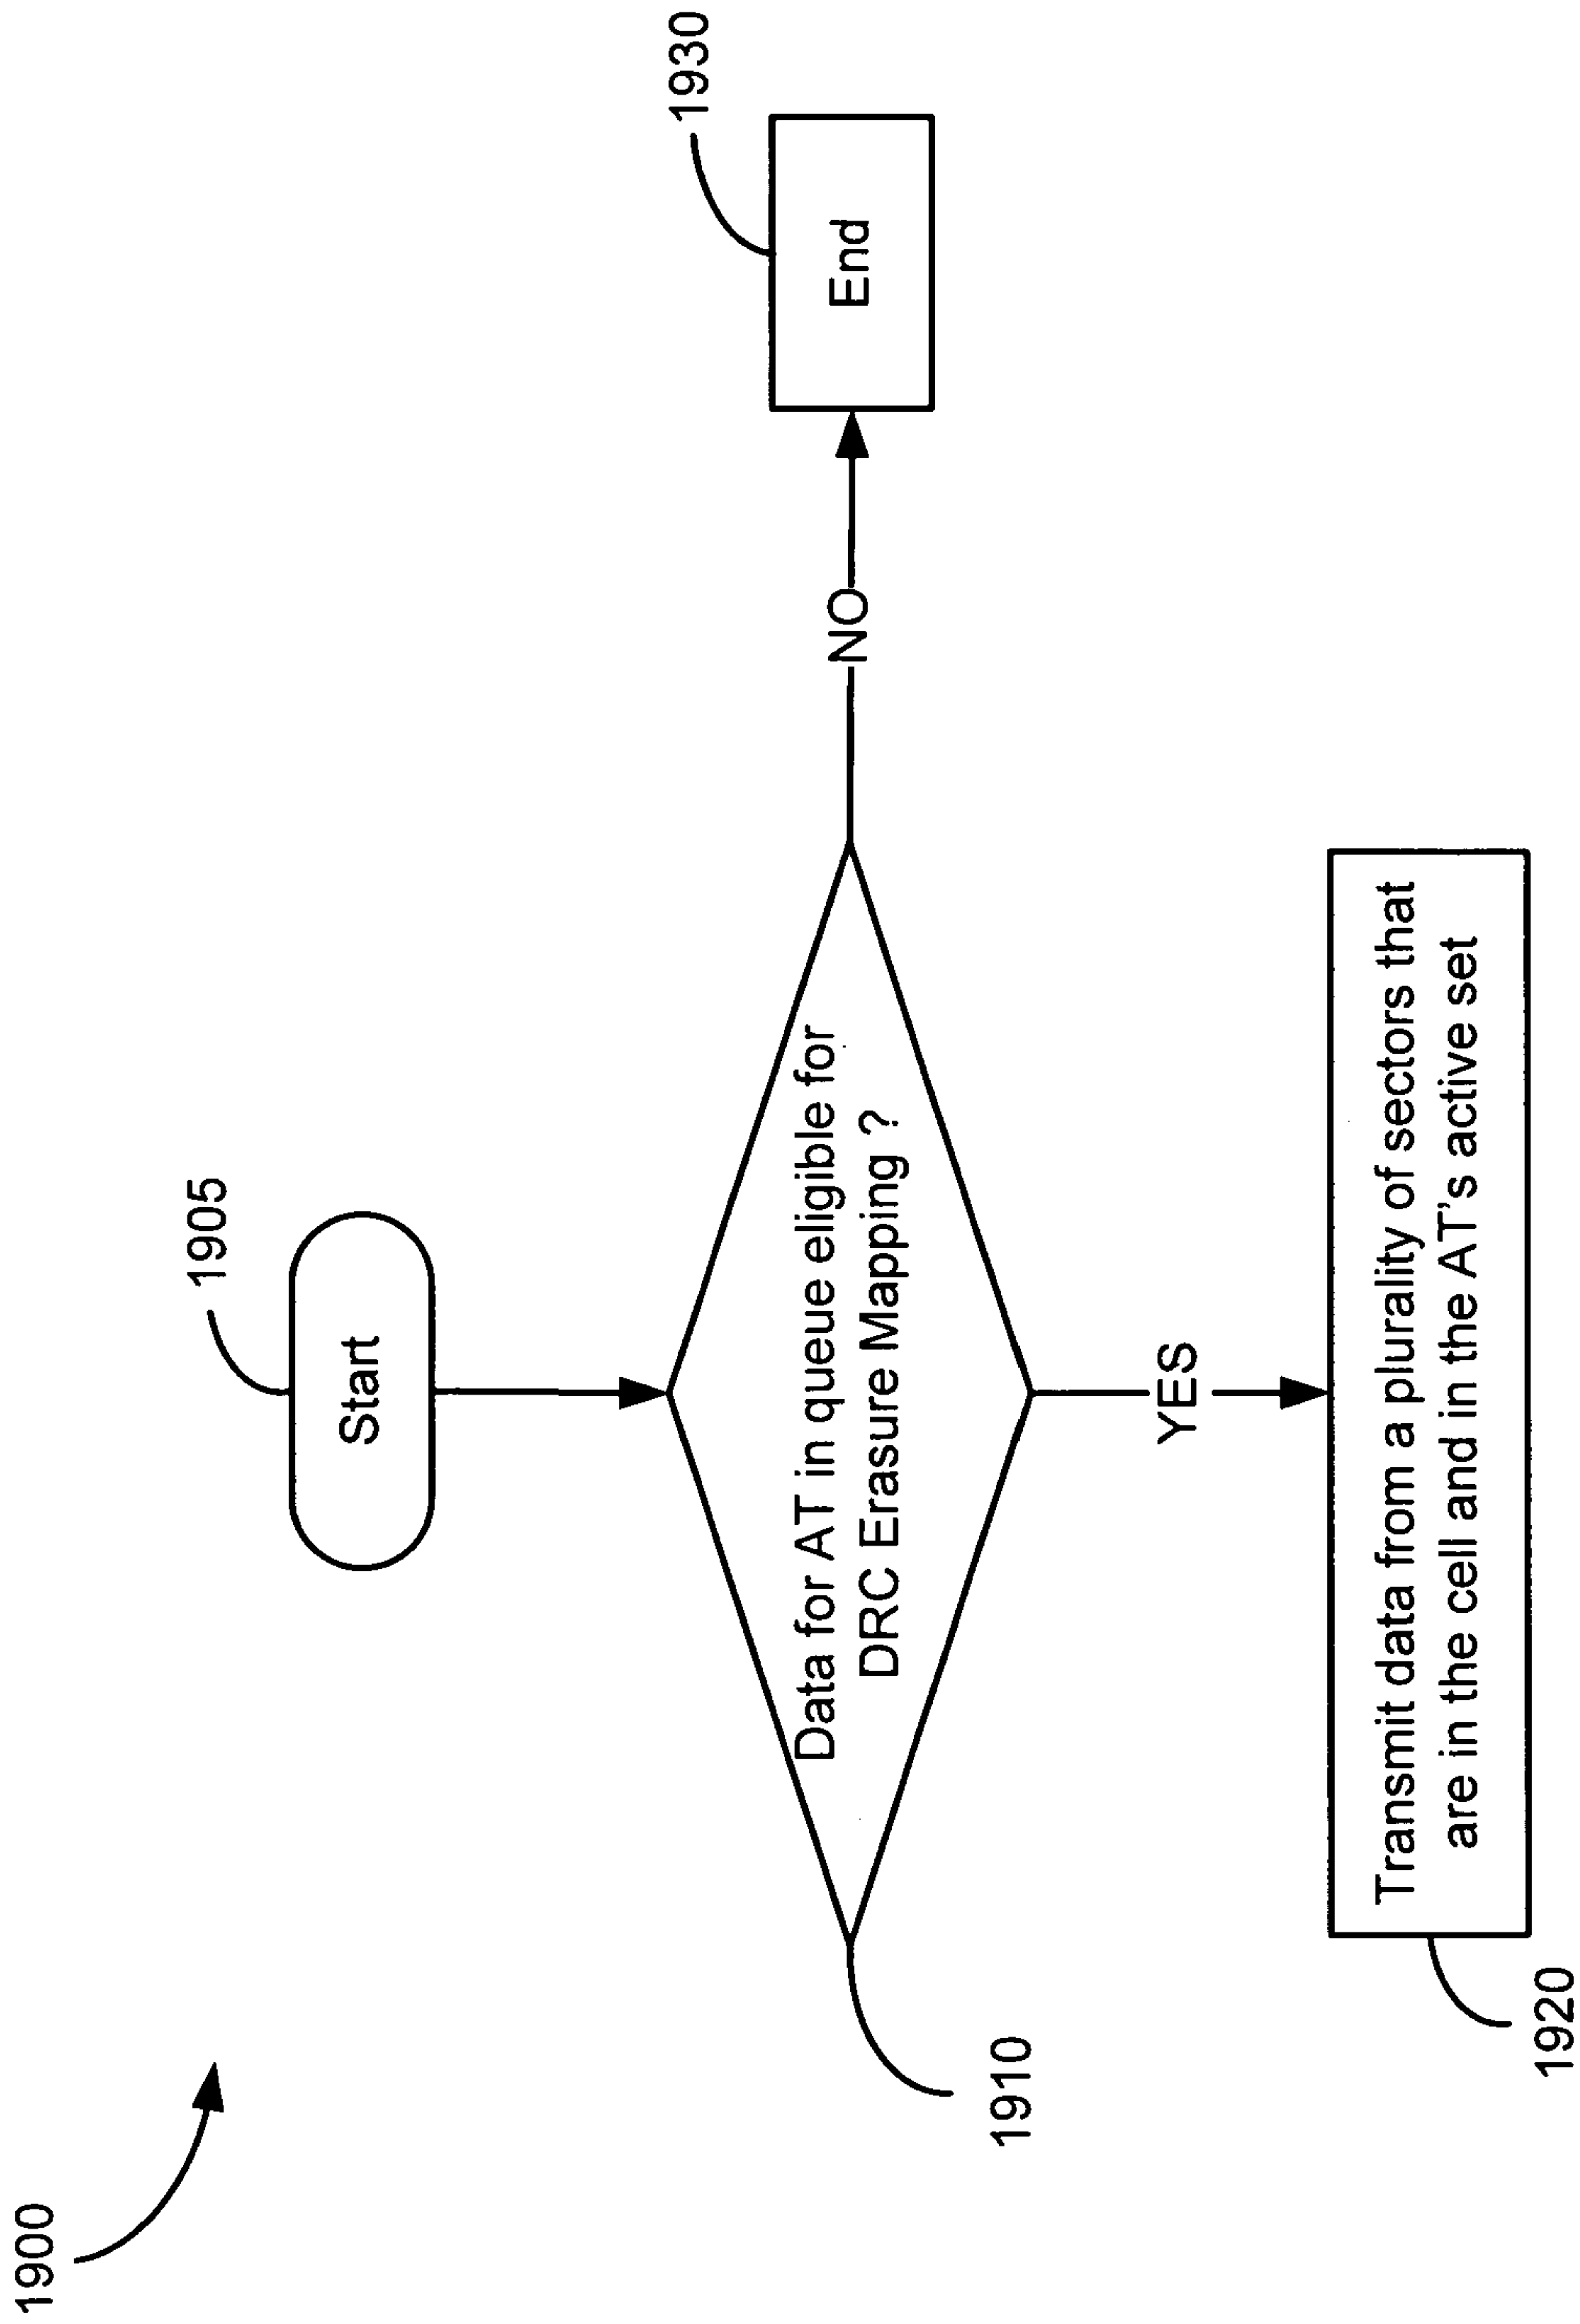 1900
1905
Start
1910
Data for AT in queue eligible for
DRC Erasure Mapping ?
NO
1930
End
YES
1920
Transmit data from a plurality of sectors that
are in the cell and in the AT's active set